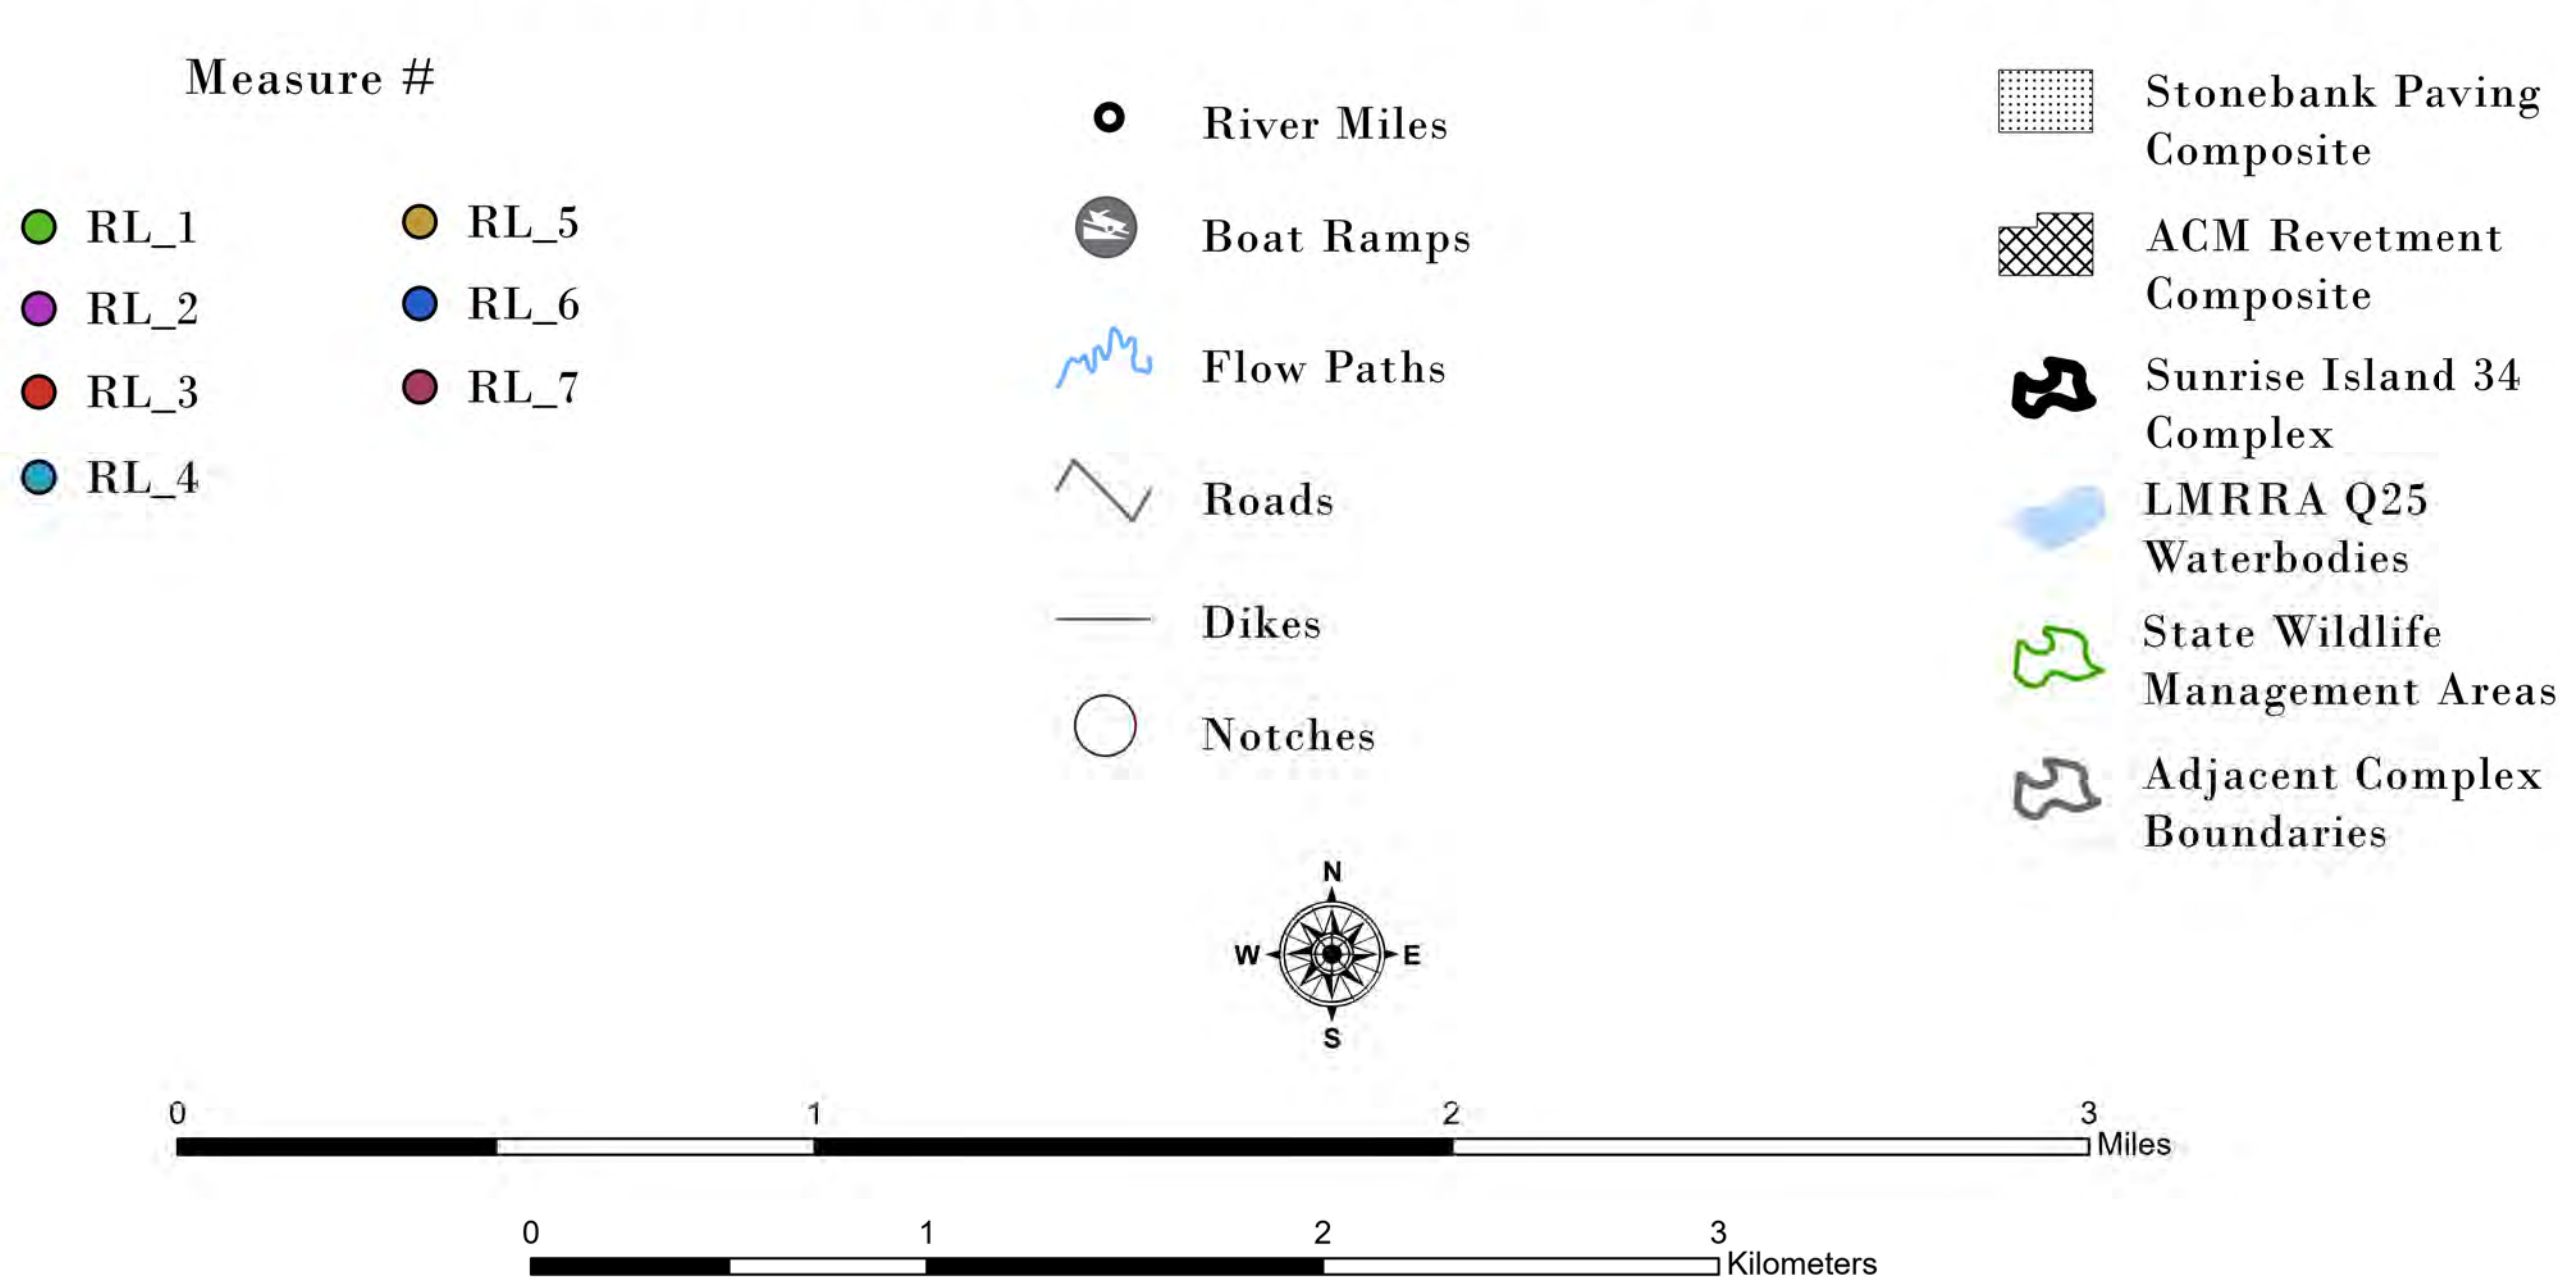 Measure #
RL_1
RL_2
RL_3
RL_4
RL_5
RL_6
RL_7
River Miles
Boat Ramps
Flow Paths
Roads
Dikes
Notches
Stonebank Paving
Composite
ACM Revetment
Composite
Sunrise Island 34
Complex
LMRRA Q25
Waterbodies
State Wildlife
Management Areas
Adjacent Complex
Boundaries
N
W E
S
0 1 2 3
Miles
0 1 2 3
Kilometers